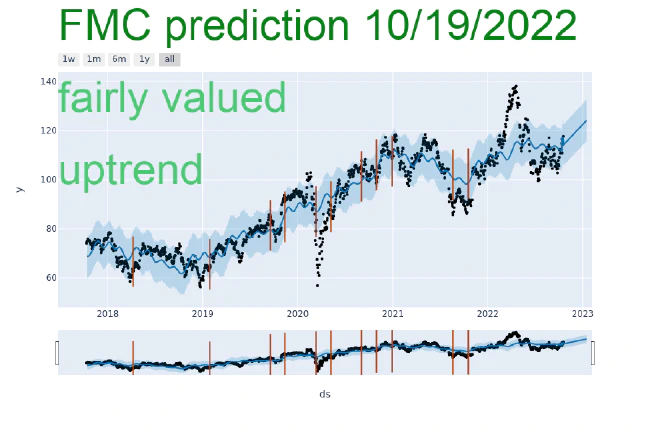 FMC prediction 10/19/2022
1w 1m 6m 1y all
fairly valued
uptrend
140
120
100
80
60
y
2018 2019 2020 2021 2022 2023
ds